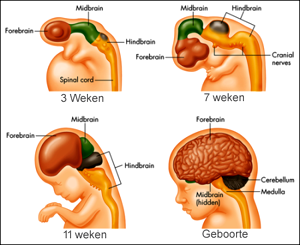 Midbrain
Forebrain
Hindbrain
Spinal cord
3 Weken
Midbrain
Hindbrain
Forebrain
Cranial
nerves
7 weken
Midbrain
Forebrain
Hindbrain
11 weken
Forebrain
Midbrain
(hidden)
Cerebellum
Medulla
Geboorte